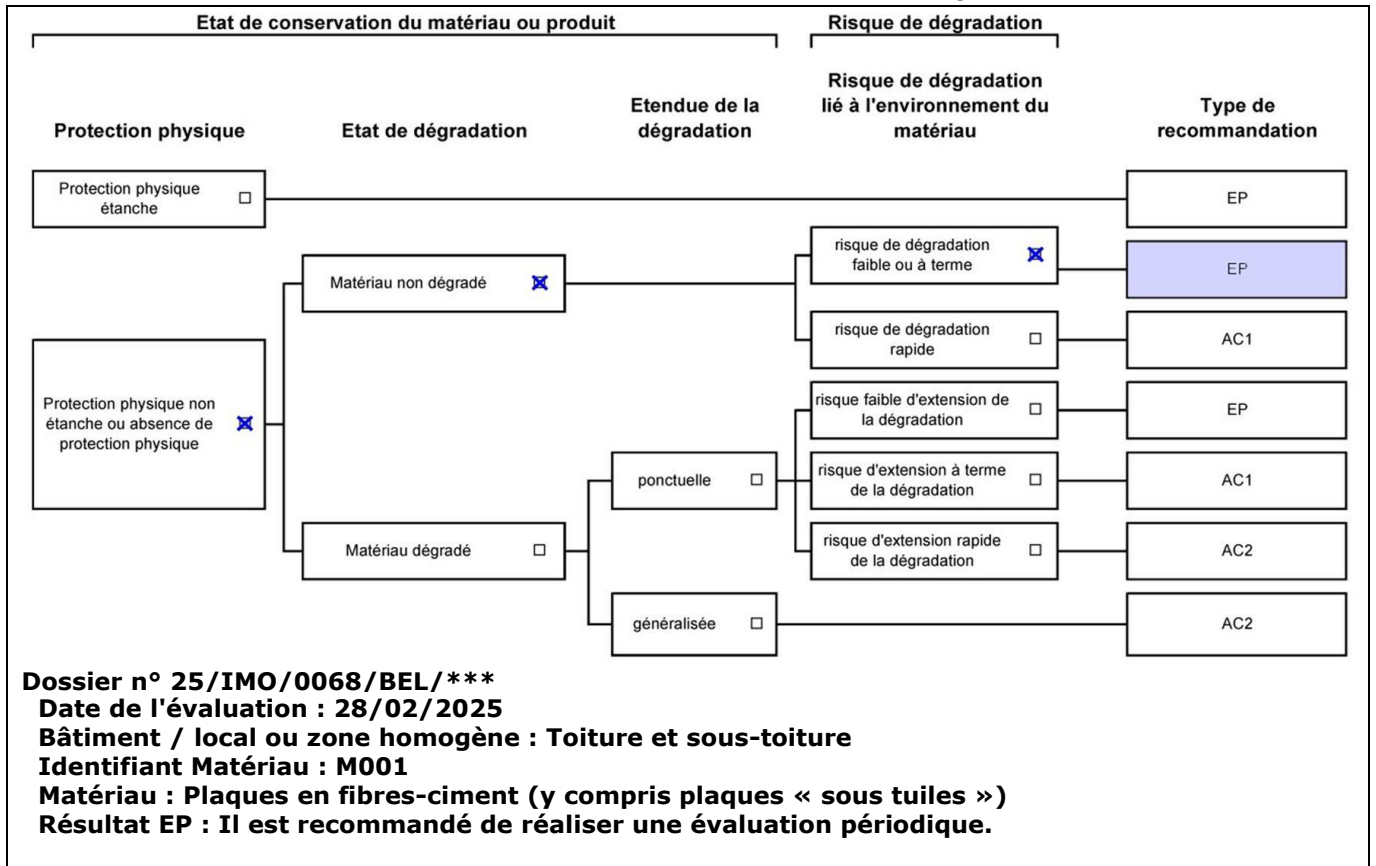 Etat de conservation du matériau ou produit
Risque de dégradation
Protection physique
Etat de dégradation
Etendue de la
dégradation
Risque de dégradation
lié à l'environnement du
matériau
Type de
recommandation
Protection physique
étanche
EP
risque de dégradation
faible ou à terme
EP
Matériau non dégradé
risque de dégradation
rapide
AC1
Protection physique non
étanche ou absence de
protection physique
risque faible d'extension de
la dégradation
EP
ponctuelle
risque d'extension à terme
de la dégradation
AC1
Matériau dégradé
risque d'extension rapide
de la dégradation
AC2
généralisée
AC2
Dossier n° 25/IMO/0068/BEL/***
Date de l'évaluation : 28/02/2025
Bâtiment / local ou zone homogène : Toiture et sous-toiture
Identifiant Matériau : M001
Matériau : Plaques en fibres-ciment (y compris plaques « sous tuiles »)
Résultat EP : Il est recommandé de réaliser une évaluation périodique.